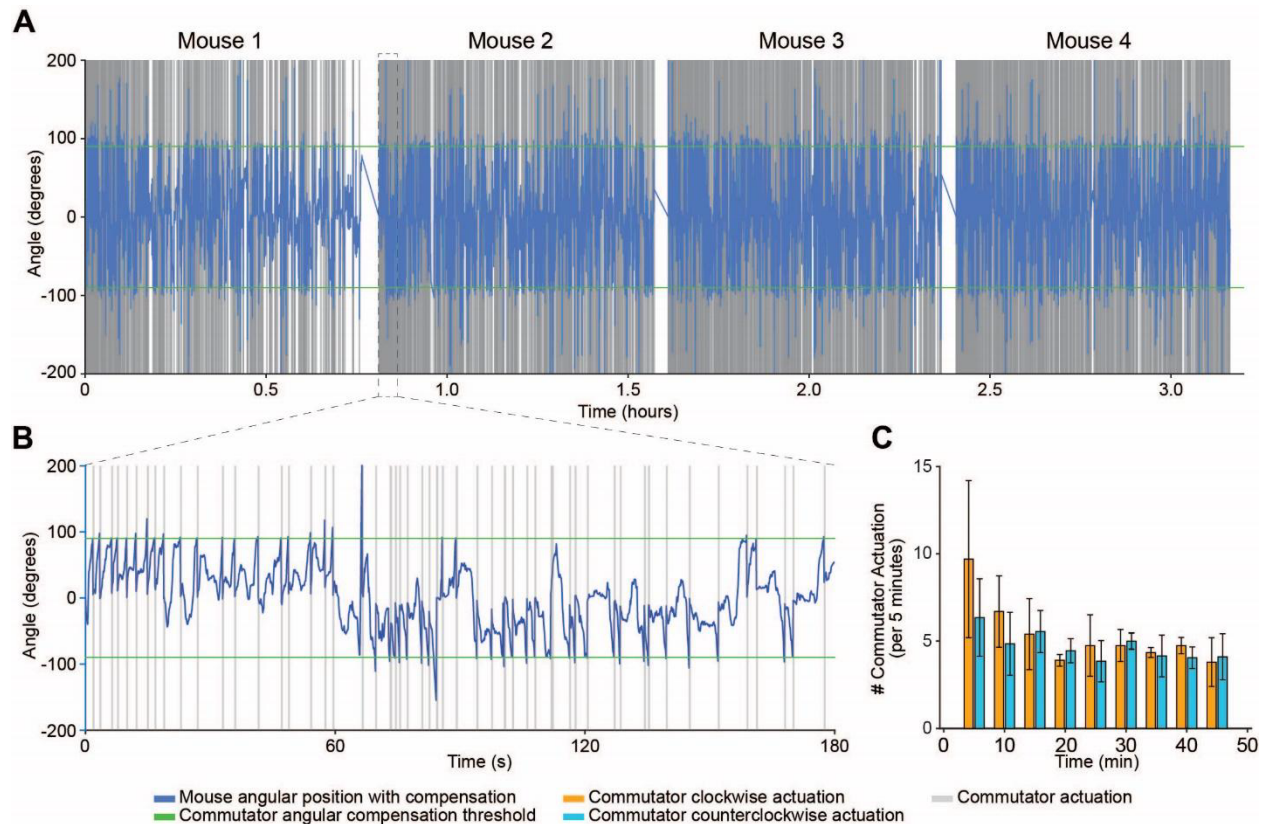 A
Mouse 1 Mouse 2 Mouse 3 Mouse 4
200
100
0
-100
-200
Angle (degrees)
0 0.5 1.0 1.5 2.0 2.5 3.0
Time (hours)
B
200
100
0
-100
-200
Angle (degrees)
0 60 120 180
Time (s)
C
15
10
5
0
# Commutator Actuation
(per 5 minutes)
0 10 20 30 40 50
Time (min)
Mouse angular position with compensation
Commutator angular compensation threshold
Commutator clockwise actuation
Commutator counterclockwise actuation
Commutator actuation